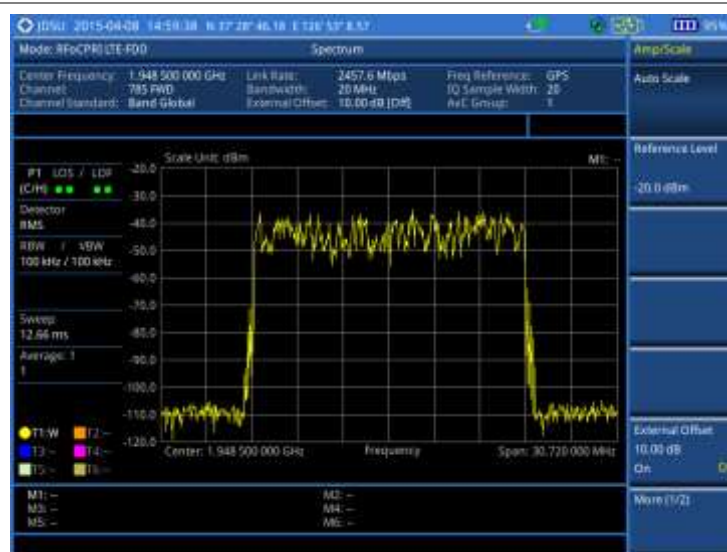 JDSU 2015-04-08 14:59:38 95%
Mode: RFoCPRI LTE-FDD Spectrum
Center Frequency: 1.948 500 000 GHz Link Rate: 2457.6 Mbps Freq Reference: GPS
Channel: 785 FWD Bandwidth: 20 MHz IQ Sample Width: 20
Channel Standard: Band Global External Offset: 10.00 dB [Off] AxC Group: 1
Amp/Scale
Auto Scale
Reference Level
-20.0 dBm
External Offset
10.00 dB
On
More (1/2)
Scale Unit: dBm M1: --
P1 LOS / LOF
(C/H)
Detector
RMS
RBW / VBW
100 kHz / 100 kHz
Sweep:
12.66 ms
Average: 1
1
T1:W T2:--
T3:-- T4:--
T5:-- T6:--
-20.0
-30.0
-40.0
-50.0
-60.0
-70.0
-80.0
-90.0
-100.0
-110.0
-120.0
Center: 1.948 500 000 GHz Frequency Span: 30.720 000 MHz
M1: -- M2: --
M3: -- M4: --
M5: -- M6: --